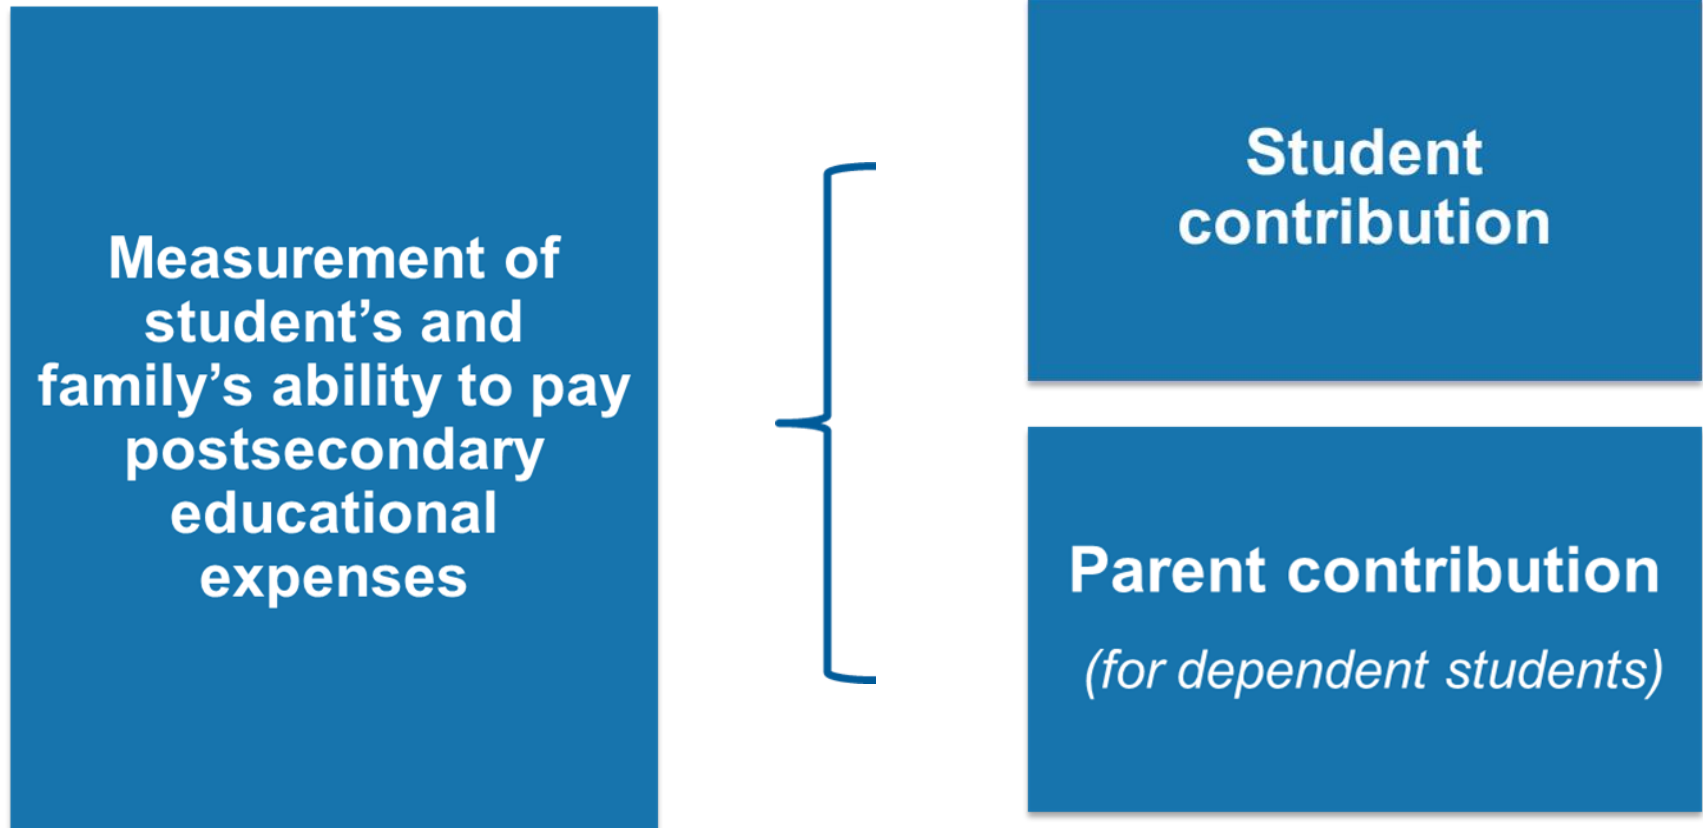 Measurement of
student’s and
family’s ability to pay
postsecondary
educational
expenses
Student
contribution
Parent contribution
(for dependent students)